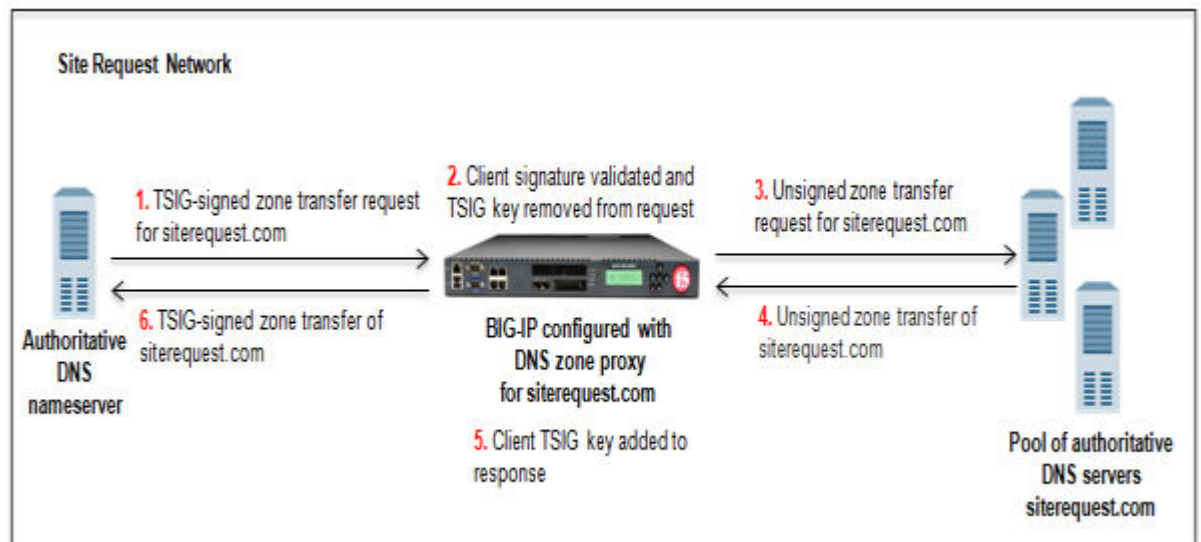 Site Request Network
1. TSIG-signed zone transfer request
for siterequest.com
2. Client signature validated and
TSIG key removed from request
3. Unsigned zone transfer
request for siterequest.com
f5
6. TSIG-signed zone transfer of
siterequest.com
4. Unsigned zone transfer of
siterequest.com
Authoritative
DNS
nameserver
BIG-IP configured with
DNS zone proxy
for siterequest.com
5. Client TSIG key added to
response
Pool of authoritative
DNS servers
siterequest.com